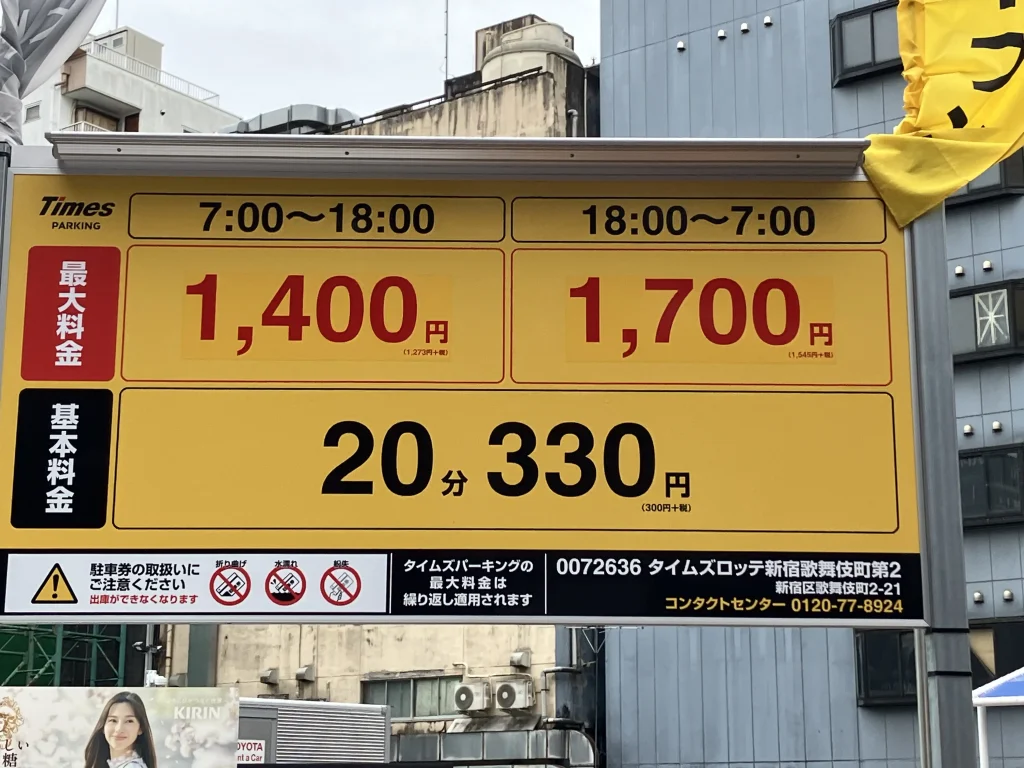 Times
PARKING
7:00〜18:00
18:00〜7:00
最大料金
1,400円
(1,273円+税)
1,700円
(1,545円+税)
基本料金
20分 330円
(300円+税)
駐車券の取扱いに
ご注意ください
出庫ができなくなります
折り曲げ
水濡れ
紛失
タイムズパーキングの
最大料金は
繰り返し適用されます
0072636 タイムズロッテ新宿歌舞伎町第2
新宿区歌舞伎町2-21
コンタクトセンター 0120-77-8924
KIRIN
しい
糖